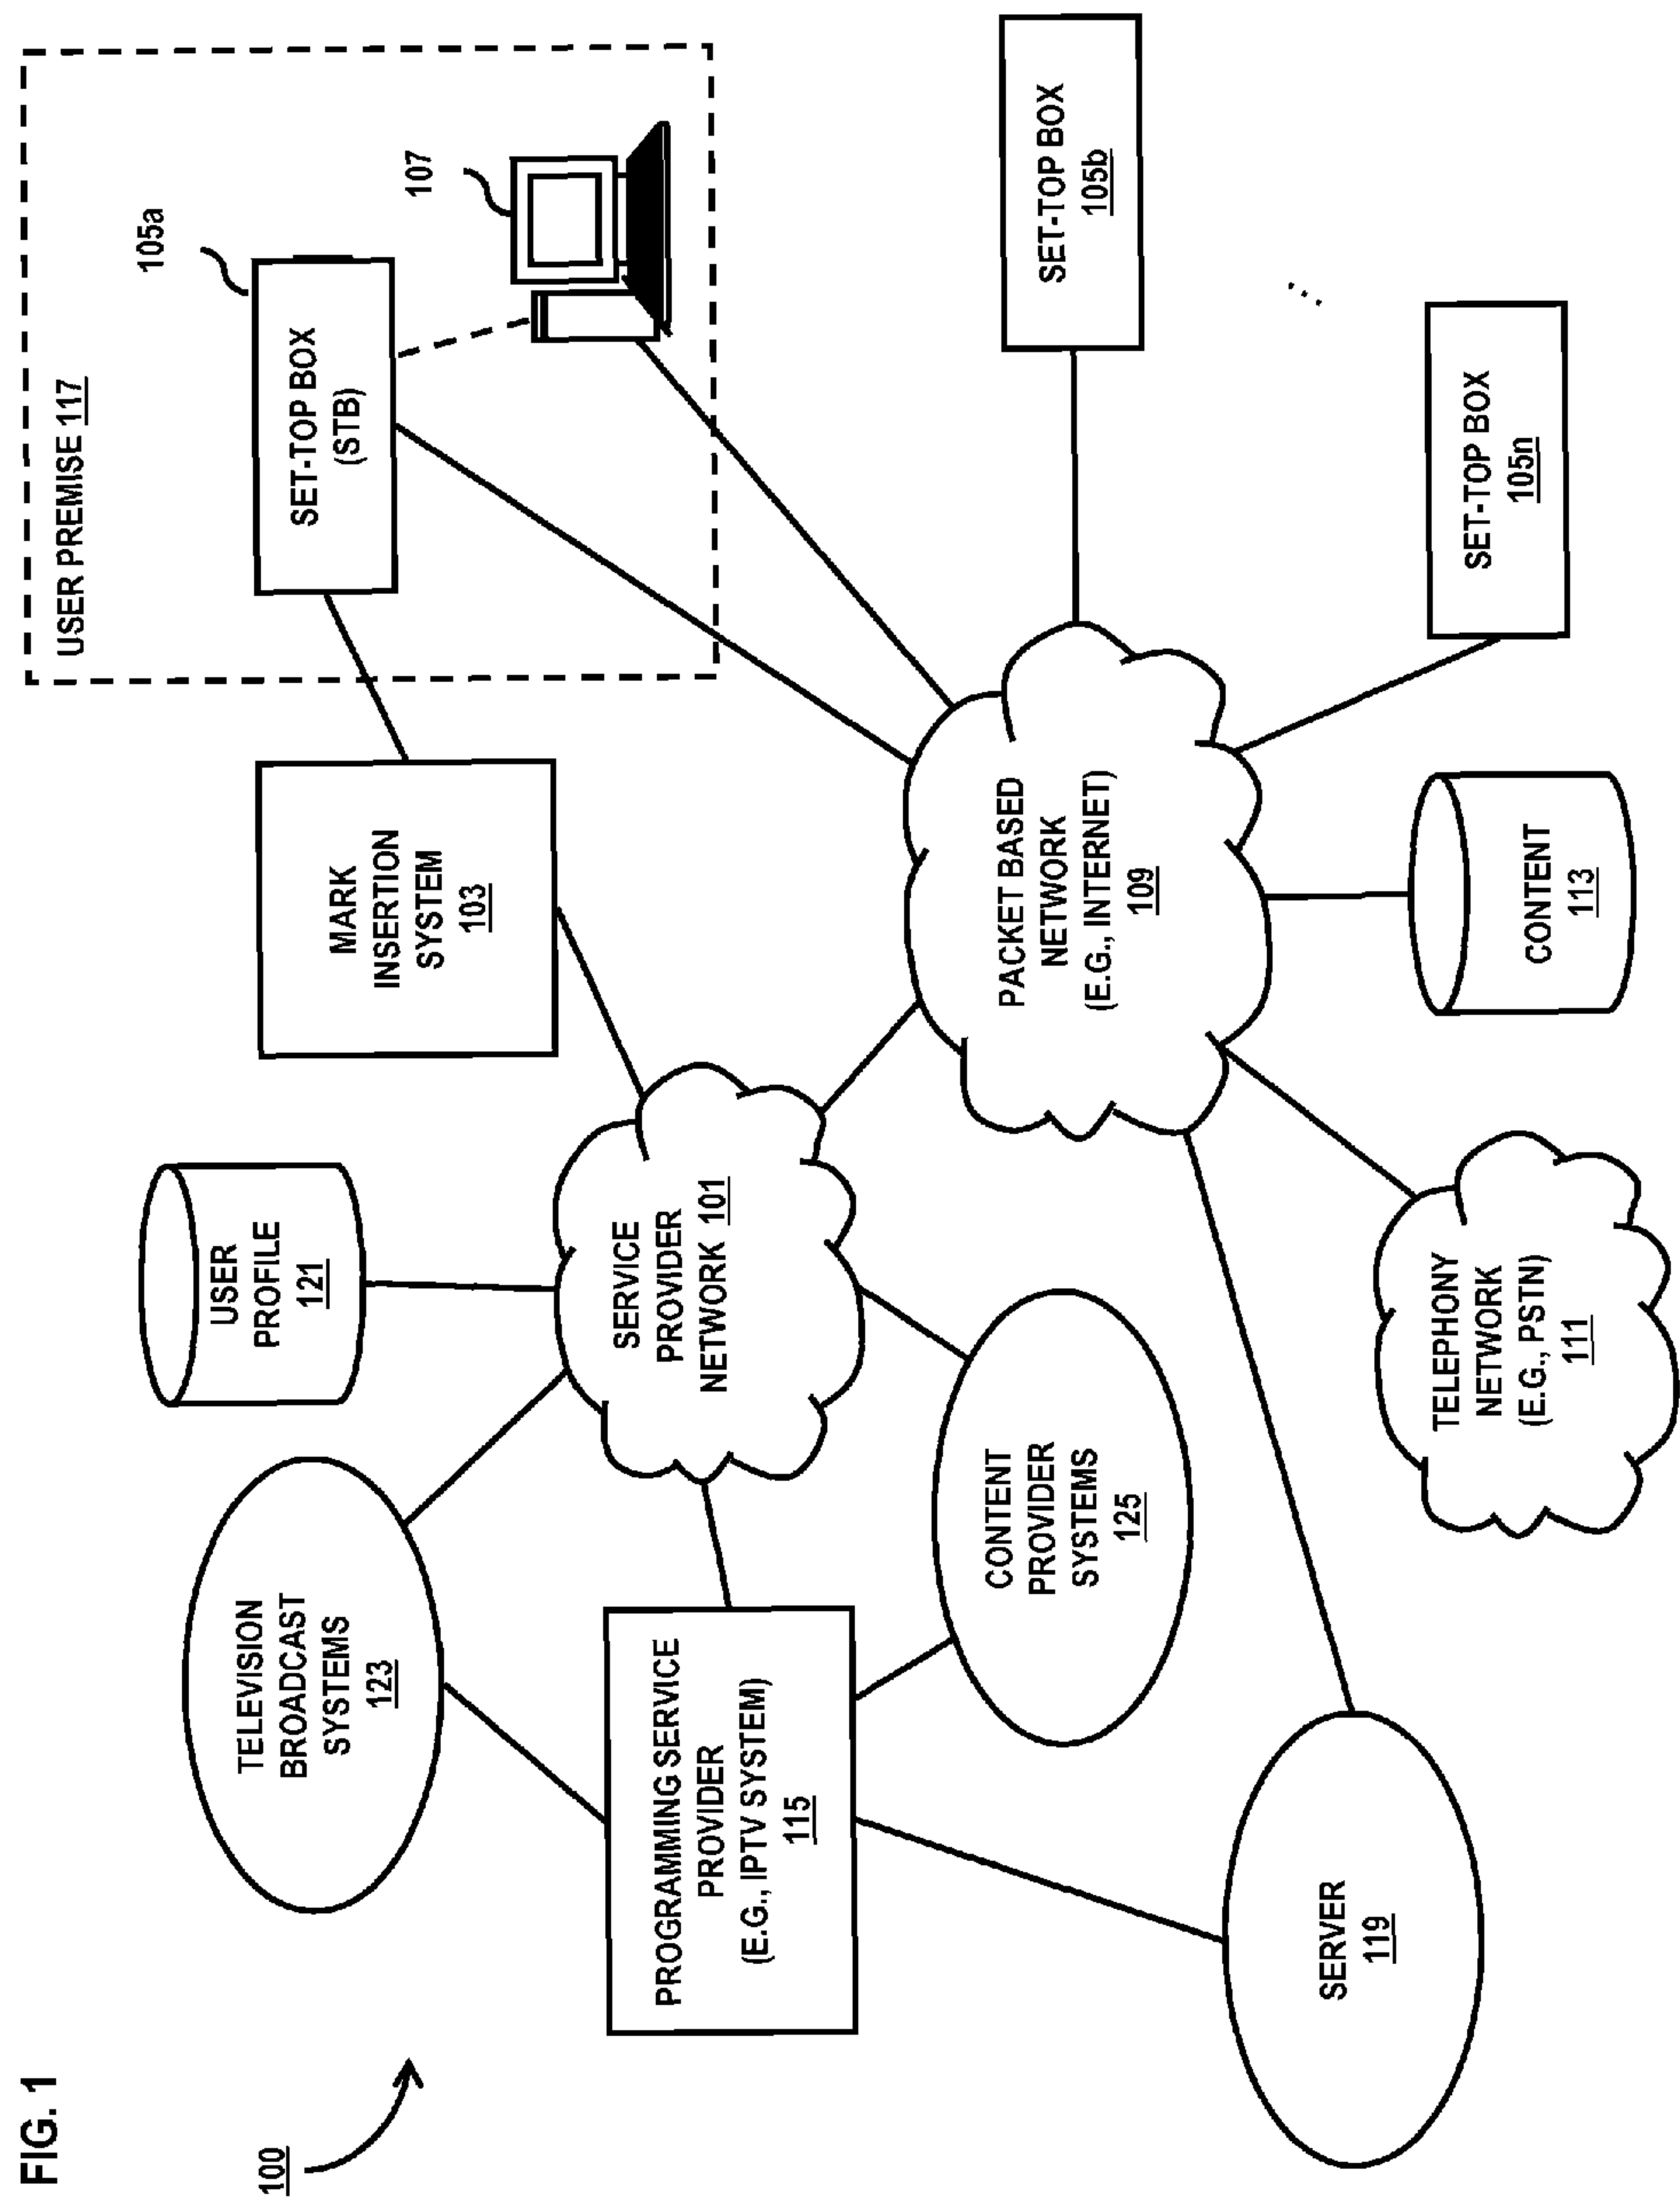 FIG. 1
100
TELEVISION
BROADCAST
SYSTEMS
123
USER
PROFILE
121
MARK
INSERTION
SYSTEM
103
USER PREMISE 117
105a
SET-TOP BOX
(STB)
107
PROGRAMMING SERVICE
PROVIDER
(E.G., IPTV SYSTEM)
115
SERVICE
PROVIDER
NETWORK 101
CONTENT
PROVIDER
SYSTEMS
125
PACKET BASED
NETWORK
(E.G., INTERNET)
109
SET-TOP BOX
105b
...
SET-TOP BOX
105n
SERVER
119
TELEPHONY
NETWORK
(E.G., PSTN)
111
CONTENT
113